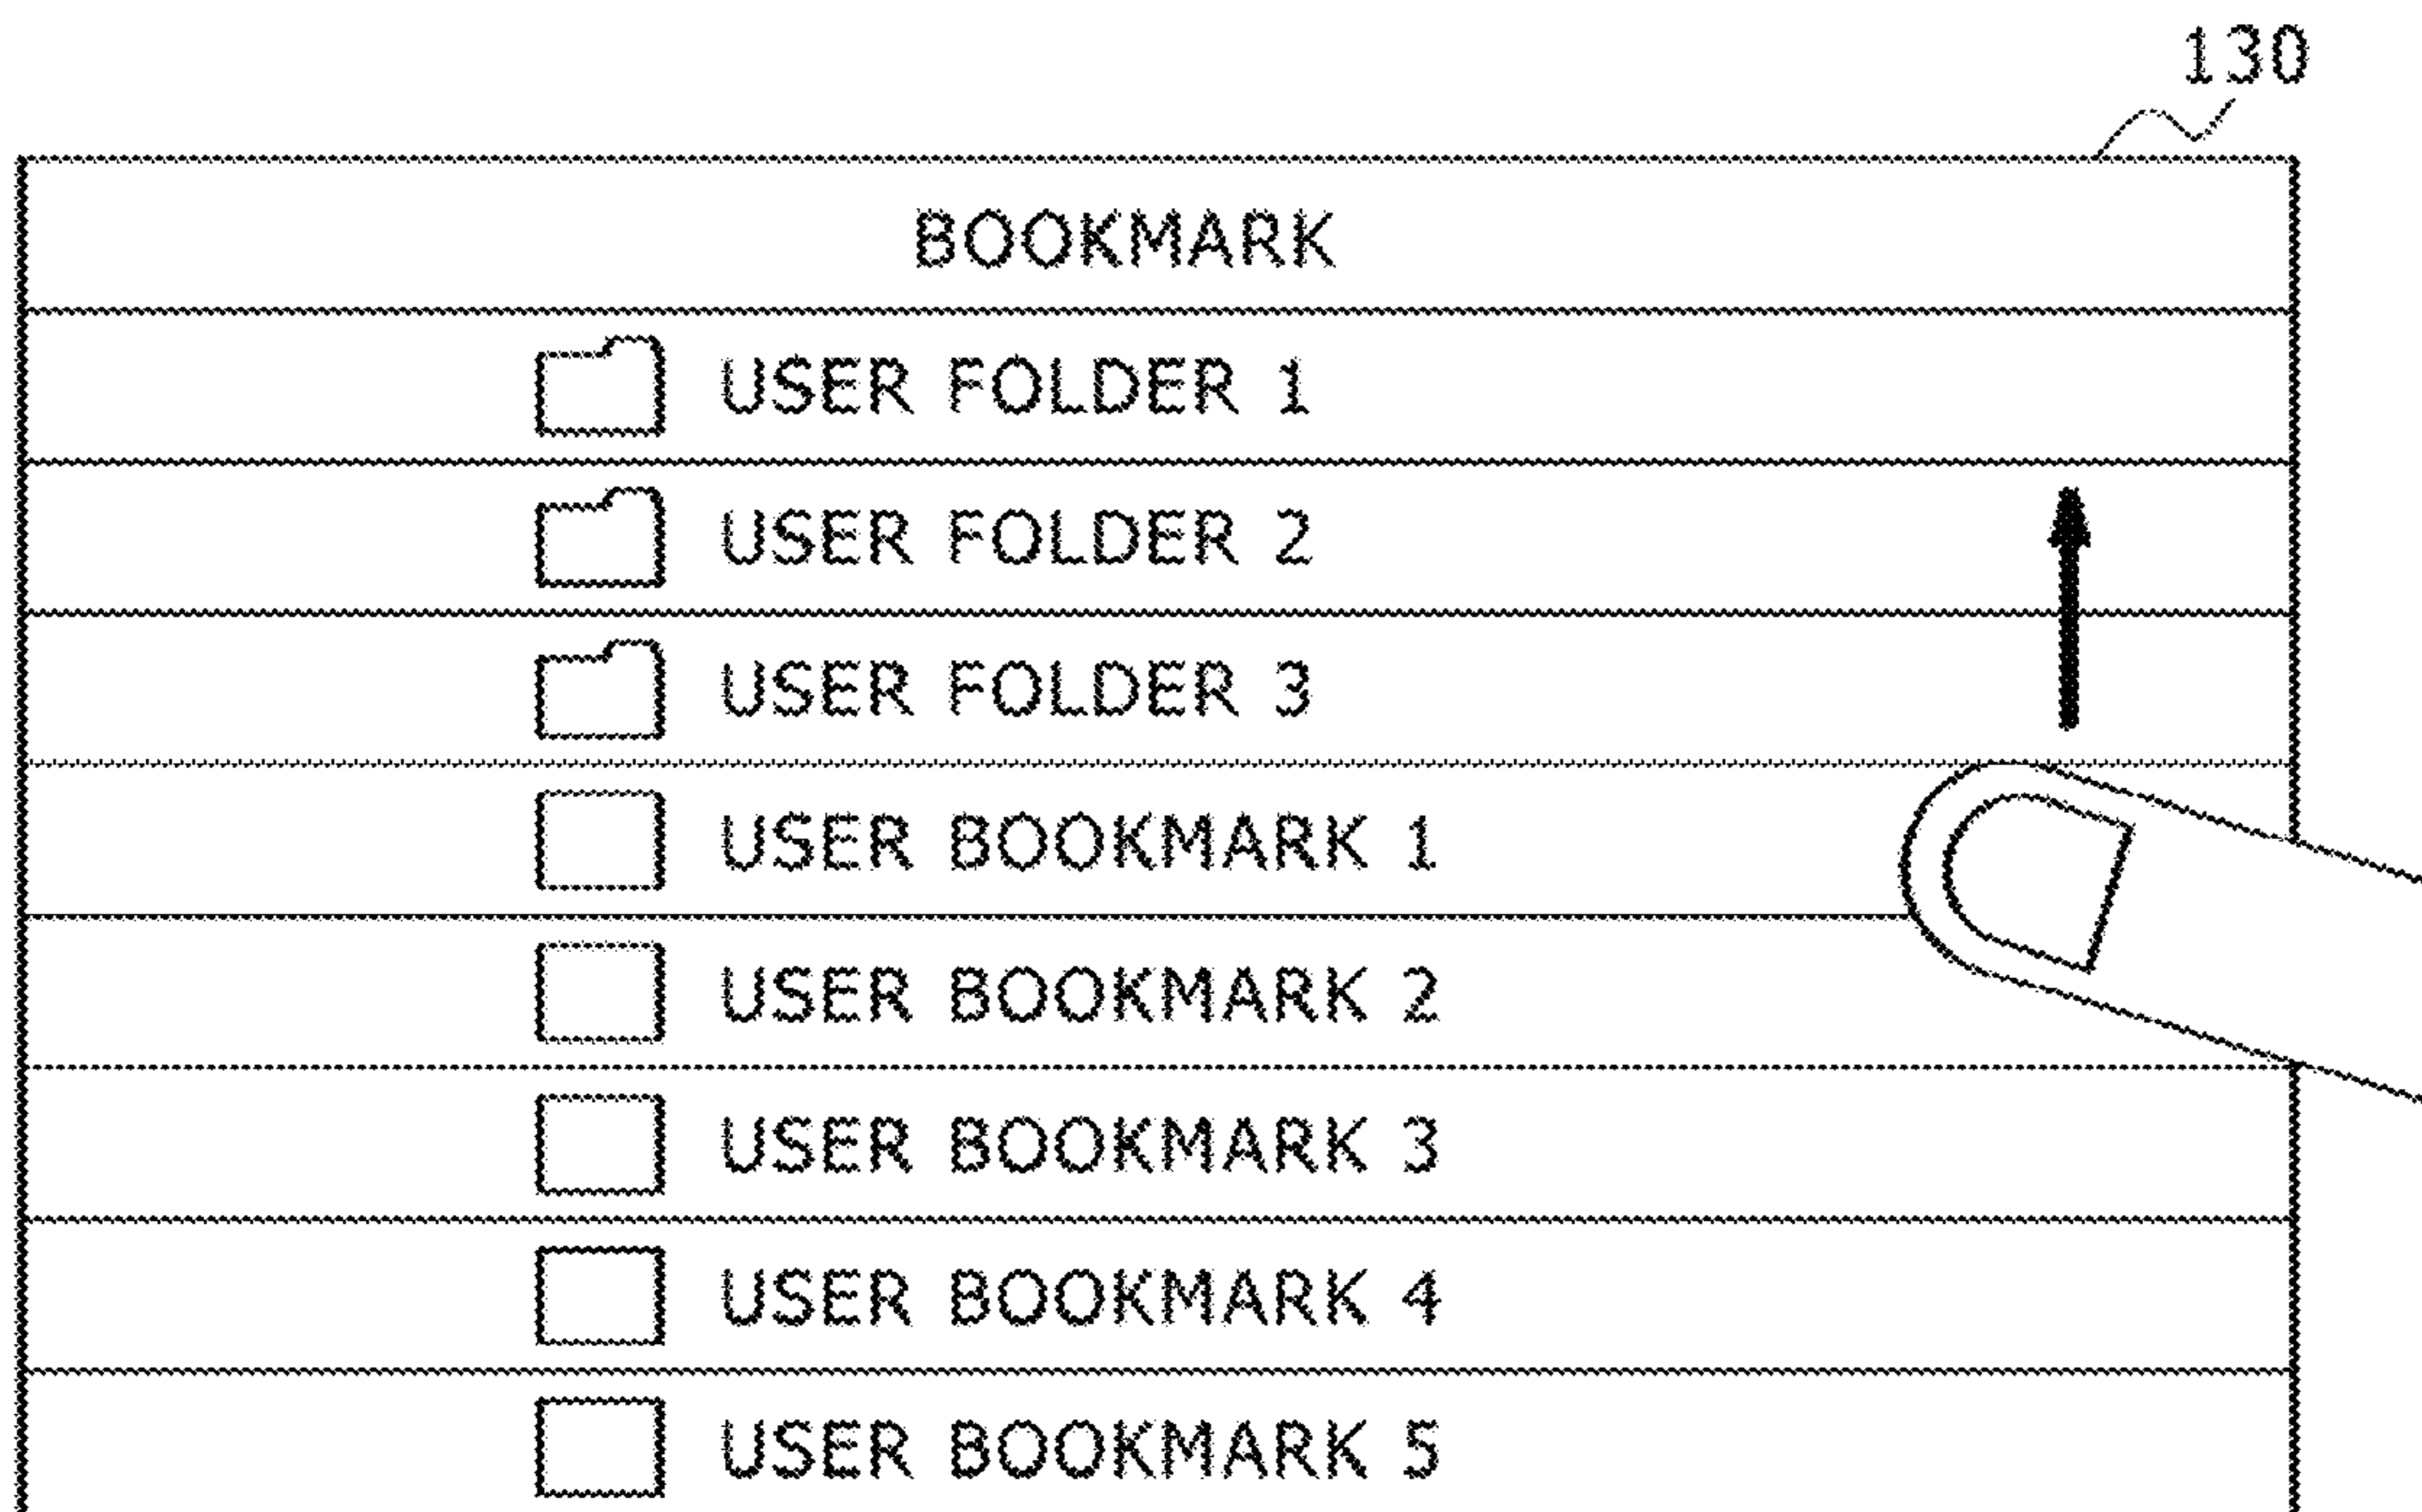 130
BOOKMARK
USER FOLDER 1
USER FOLDER 2
USER FOLDER 3
USER BOOKMARK 1
USER BOOKMARK 2
USER BOOKMARK 3
USER BOOKMARK 4
USER BOOKMARK 5